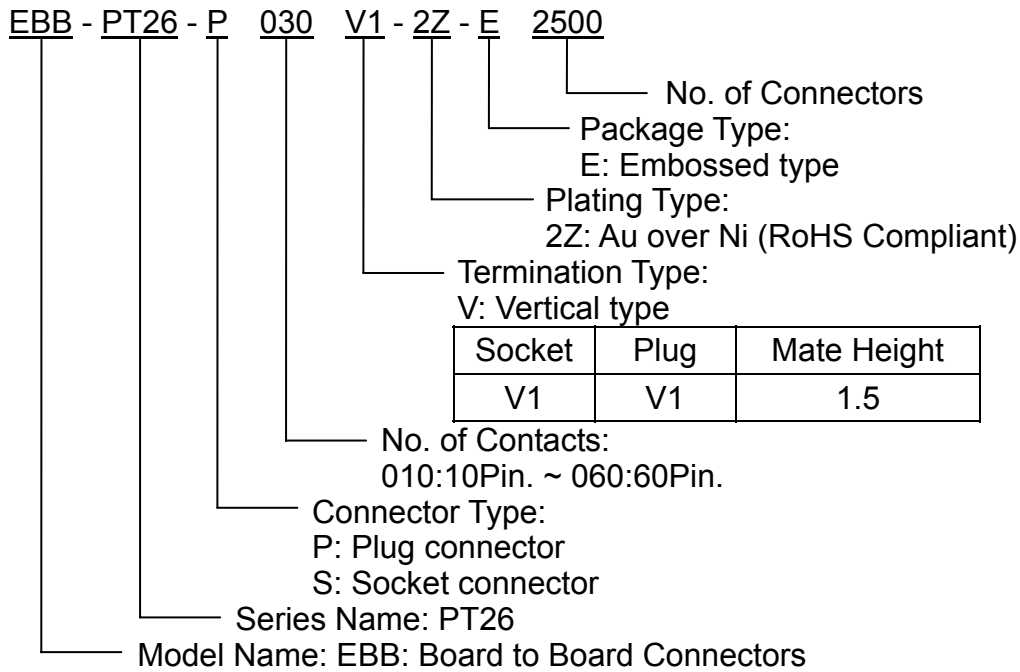 EBB - PT26 - P 030 V1 - 2Z - E 2500
No. of Connectors
Package Type:
E: Embossed type
Plating Type:
2Z: Au over Ni (RoHS Compliant)
Termination Type:
V: Vertical type
Socket Plug Mate Height
V1 V1 1.5
No. of Contacts:
010:10Pin. ~ 060:60Pin.
Connector Type:
P: Plug connector
S: Socket connector
Series Name: PT26
Model Name: EBB: Board to Board Connectors